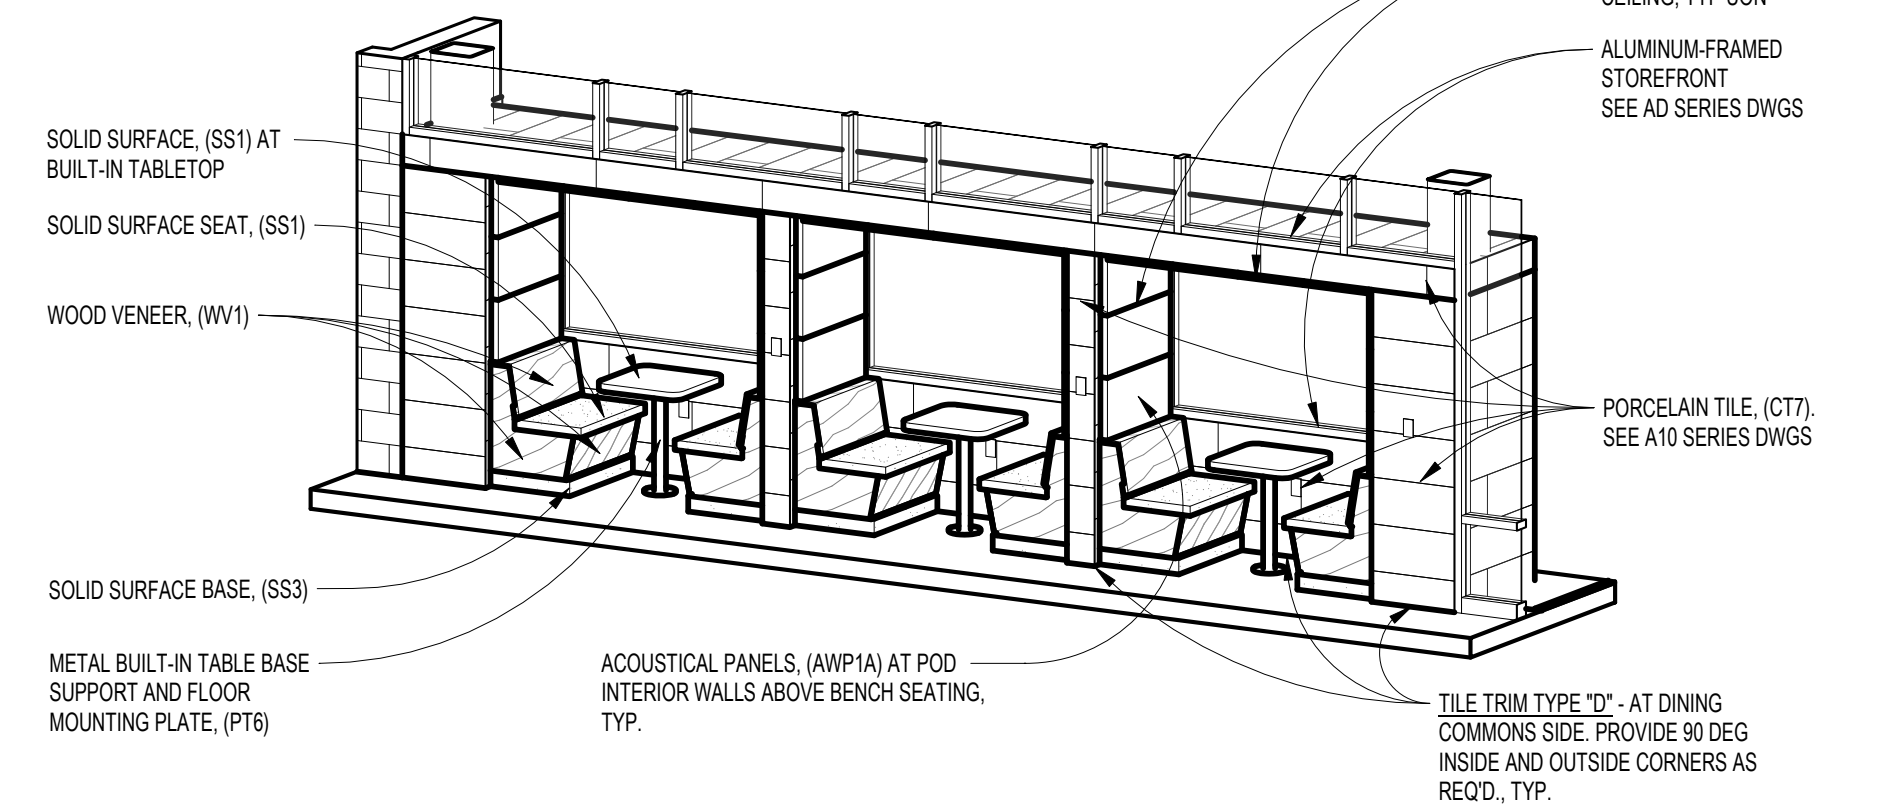 SOLID SURFACE, (SS1) AT
BUILT-IN TABLETOP
SOLID SURFACE SEAT, (SS1)
WOOD VENEER, (WV1)
SOLID SURFACE BASE, (SS3)
METAL BUILT-IN TABLE BASE
SUPPORT AND FLOOR
MOUNTING PLATE, (PT6)
ACOUSTICAL PANELS, (AWP1A) AT POD
INTERIOR WALLS ABOVE BENCH SEATING,
TYP.
ALUMINUM-FRAMED
STOREFRONT
SEE AD SERIES DWGS
PORCELAIN TILE, (CT7).
SEE A10 SERIES DWGS
TILE TRIM TYPE "D" - AT DINING
COMMONS SIDE. PROVIDE 90 DEG
INSIDE AND OUTSIDE CORNERS AS
REQ'D., TYP.